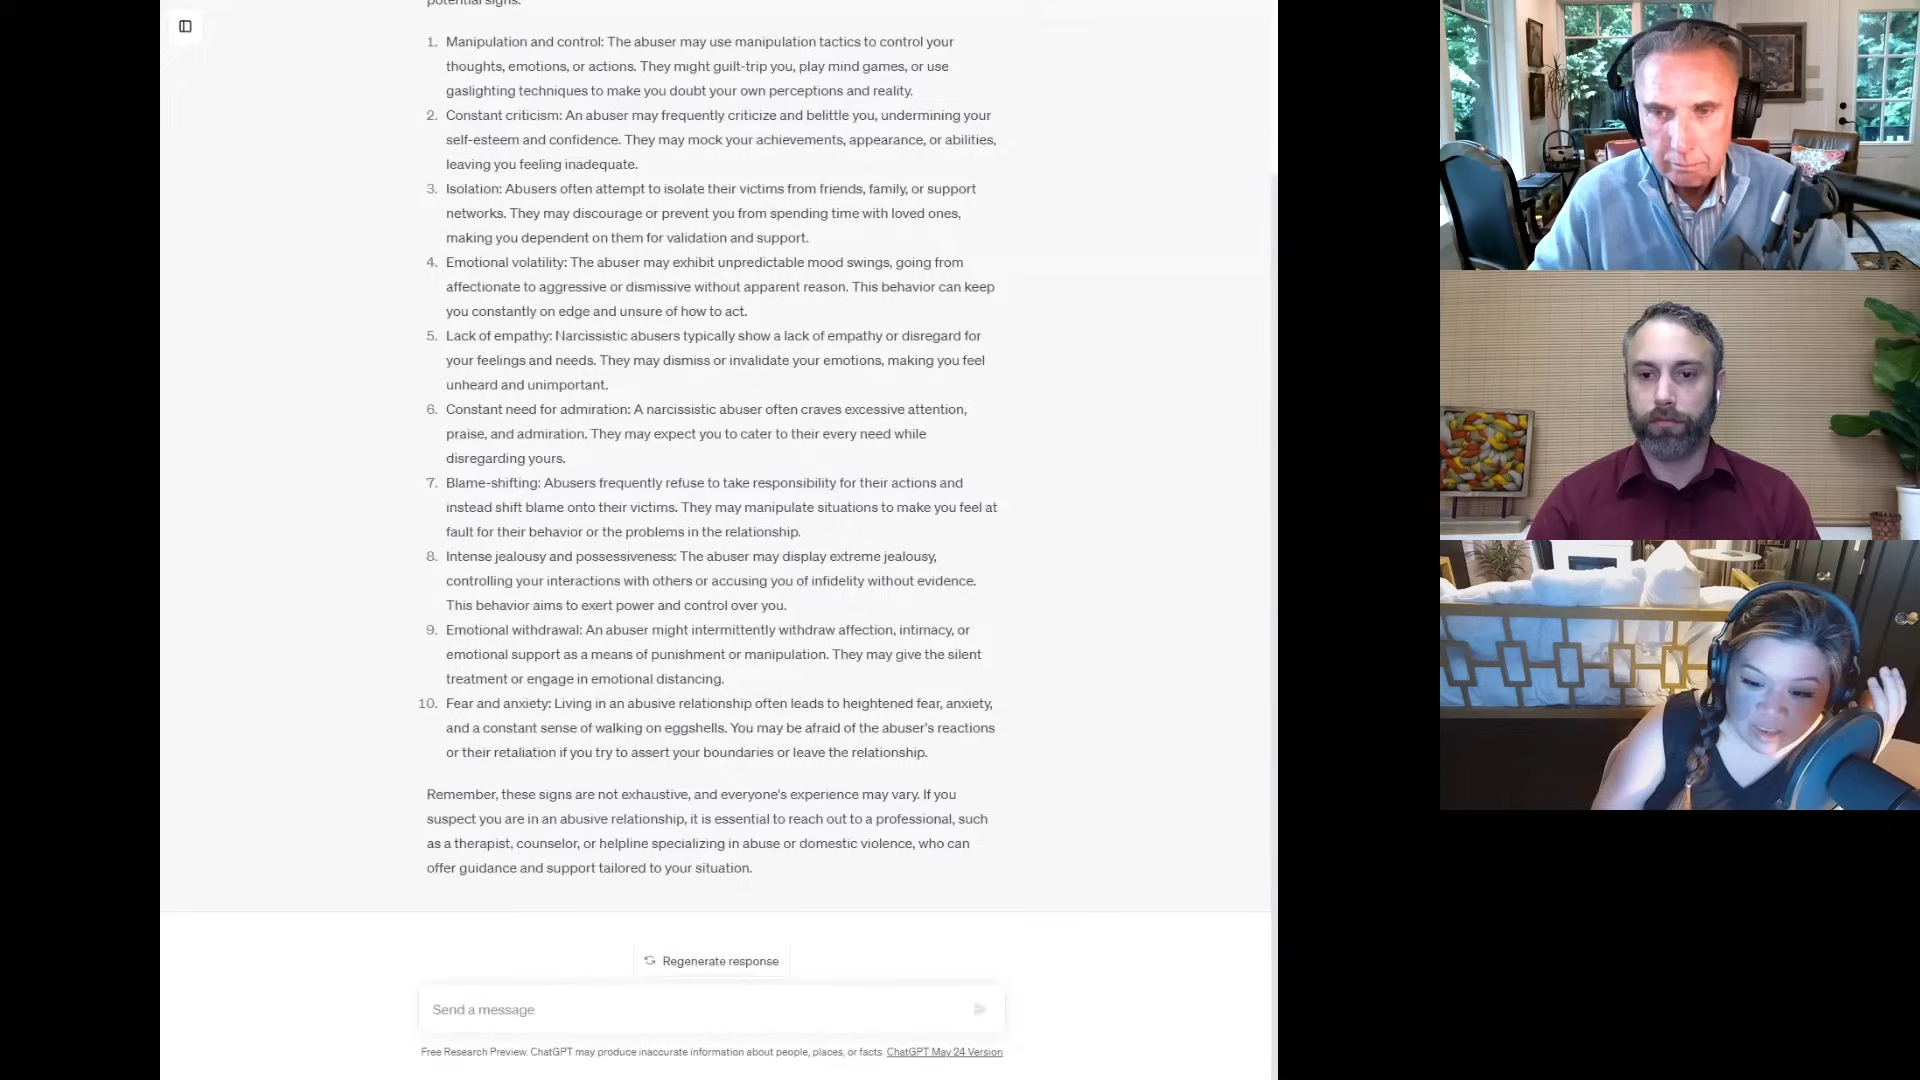 potential signs.
1. Manipulation and control: The abuser may use manipulation tactics to control your
thoughts, emotions, or actions. They might guilt-trip you, play mind games, or use
gaslighting techniques to make you doubt your own perceptions and reality.
2. Constant criticism: An abuser may frequently criticize and belittle you, undermining your
self-esteem and confidence. They may mock your achievements, appearance, or abilities,
leaving you feeling inadequate.
3. Isolation: Abusers often attempt to isolate their victims from friends, family, or support
networks. They may discourage or prevent you from spending time with loved ones,
making you dependent on them for validation and support.
4. Emotional volatility: The abuser may exhibit unpredictable mood swings, going from
affectionate to aggressive or dismissive without apparent reason. This behavior can keep
you constantly on edge and unsure of how to act.
5. Lack of empathy: Narcissistic abusers typically show a lack of empathy or disregard for
your feelings and needs. They may dismiss or invalidate your emotions, making you feel
unheard and unimportant.
6. Constant need for admiration: A narcissistic abuser often craves excessive attention,
praise, and admiration. They may expect you to cater to their every need while
disregarding yours.
7. Blame-shifting: Abusers frequently refuse to take responsibility for their actions and
instead shift blame onto their victims. They may manipulate situations to make you feel at
fault for their behavior or the problems in the relationship.
8. Intense jealousy and possessiveness: The abuser may display extreme jealousy,
controlling your interactions with others or accusing you of infidelity without evidence.
This behavior aims to exert power and control over you.
9. Emotional withdrawal: An abuser might intermittently withdraw affection, intimacy, or
emotional support as a means of punishment or manipulation. They may give the silent
treatment or engage in emotional distancing.
10. Fear and anxiety: Living in an abusive relationship often leads to heightened fear, anxiety,
and a constant sense of walking on eggshells. You may be afraid of the abuser's reactions
or their retaliation if you try to assert your boundaries or leave the relationship.
Remember, these signs are not exhaustive, and everyone's experience may vary. If you
suspect you are in an abusive relationship, it is essential to reach out to a professional, such
as a therapist, counselor, or helpline specializing in abuse or domestic violence, who can
offer guidance and support tailored to your situation.
Regenerate response
Send a message
Free Research Preview. ChatGPT may produce inaccurate information about people, places, or facts. ChatGPT May 24 Version